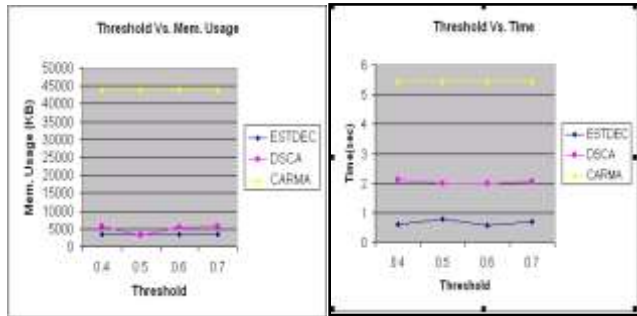 Threshold Vs. Mem. Usage
50000
45000
40000
35000
30000
25000
20000
15000
10000
5000
0
Mem. Usage (KB)
0.4 0.5 0.6 0.7
Threshold
ESTDEC
DSCA
CARMA
Threshold Vs. Time
6
5
4
3
2
1
0
Time(sec)
0.4 0.5 0.6 0.7
Threshold
ESTDEC
DSCA
CARMA